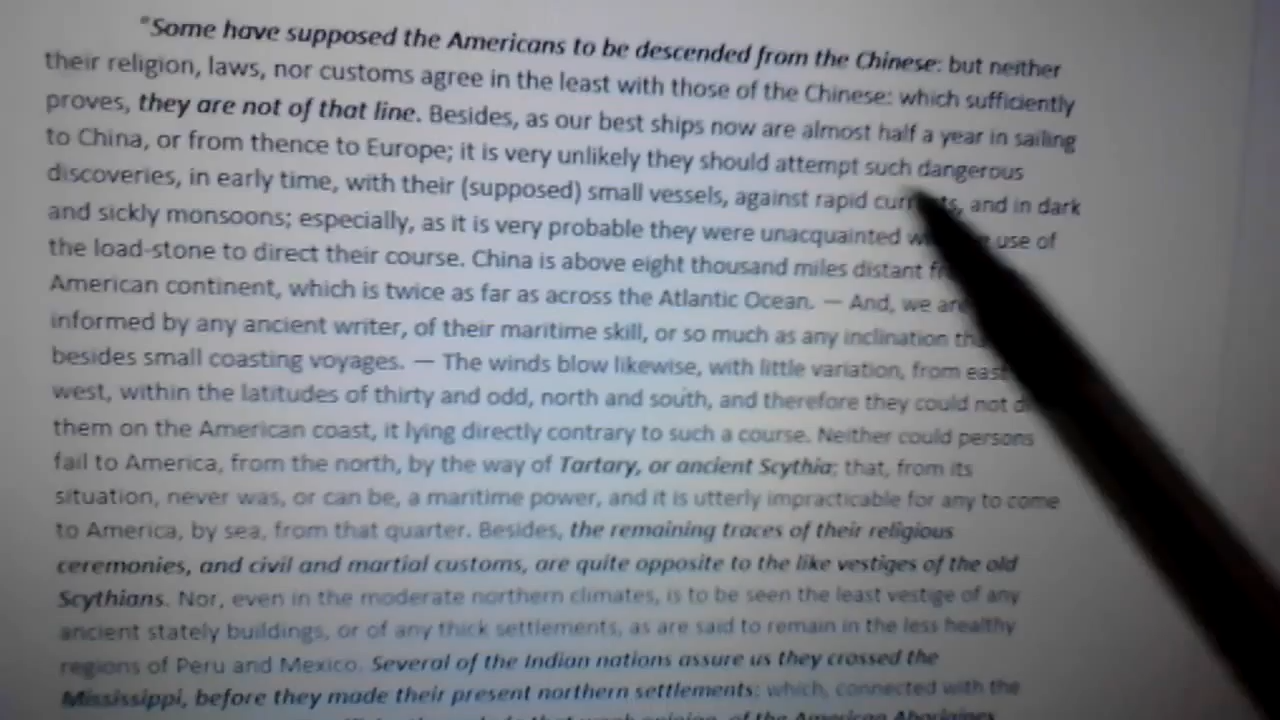 "Some have supposed the Americans to be descended from the Chinese: but neither
their religion, laws, nor customs agree in the least with those of the Chinese: which sufficiently
proves, they are not of that line. Besides, as our best ships now are almost half a year in sailing
to China, or from thence to Europe; it is very unlikely they should attempt such dangerous
discoveries, in early time, with their (supposed) small vessels, against rapid currents, and in dark
and sickly monsoons; especially, as it is very probable they were unacquainted use of
the load-stone to direct their course. China is above eight thousand miles distant
American continent, which is twice as far as across the Atlantic Ocean. — And, we are
informed by any ancient writer, of their maritime skill, or so much as any inclination
besides small coasting voyages. — The winds blow likewise, with little variation, from east
west, within the latitudes of thirty and odd, north and south, and therefore they could not
them on the American coast, it lying directly contrary to such a course. Neither could persons
fail to America, from the north, by the way of Tartary, or ancient Scythia; that, from its
situation, never was, or can be, a maritime power, and it is utterly impracticable for any to come
to America, by sea, from that quarter. Besides, the remaining traces of their religious
ceremonies, and civil and martial customs, are quite opposite to the like vestiges of the old
Scythians. Nor, even in the moderate northern climates, is to be seen the least vestige of any
ancient stately buildings, or of any thick settlements, as are said to remain in the less healthy
regions of Peru and Mexico. Several of the Indian nations assure us they crossed the
Mississippi, before they made their present northern settlements: which, connected with the
that weak opinion, of the American Aborigines